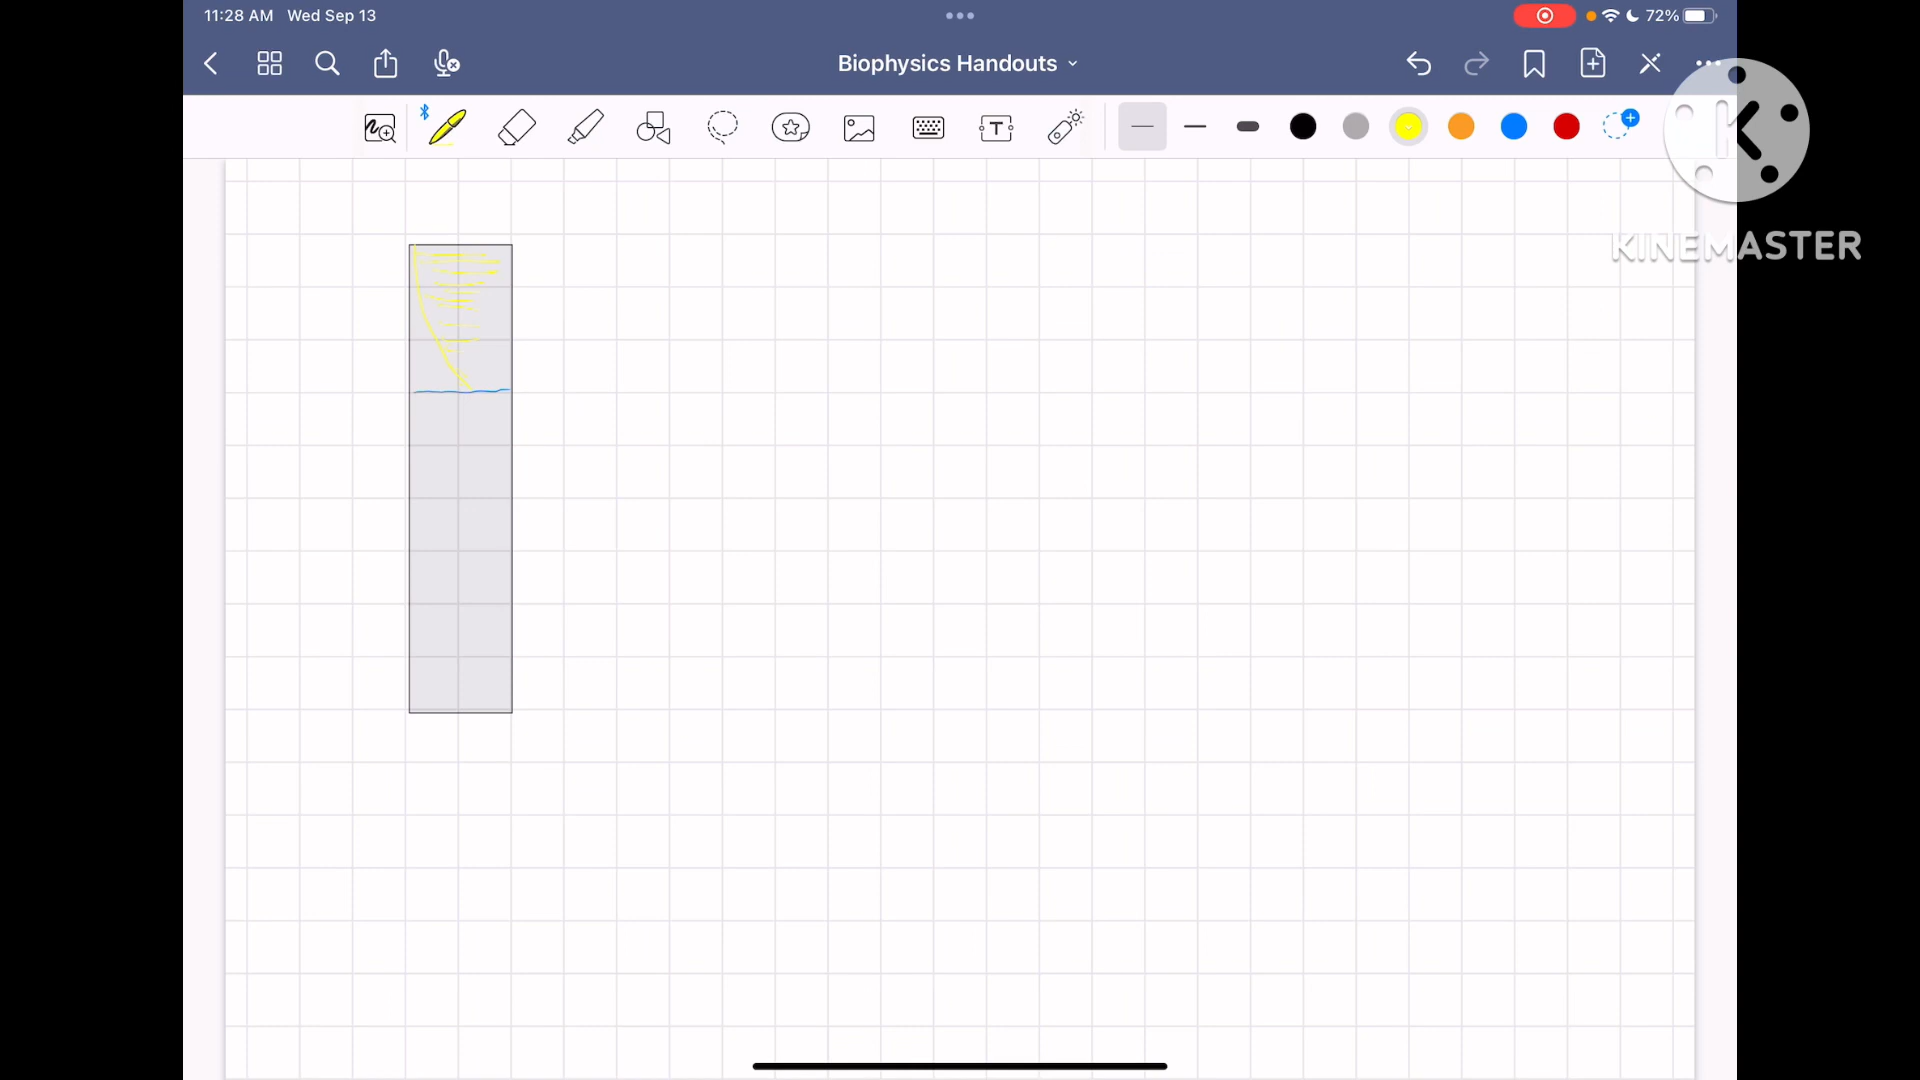 11:28 AM Wed Sep 13
72%
Biophysics Handouts
T
K
KINEMASTER